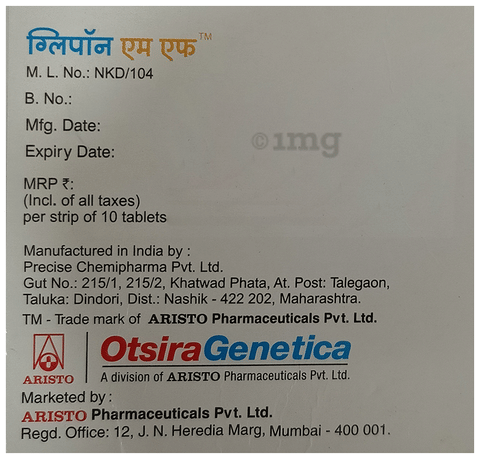 ग्लिपॉन एम एफ™
M. L. No.: NKD/104
B. No.:
Mfg. Date:
Expiry Date:
©1mg
MRP ₹:
(Incl. of all taxes)
per strip of 10 tablets
Manufactured in India by :
Precise Chemipharma Pvt. Ltd.
Gut No.: 215/1, 215/2, Khatwad Phata, At. Post: Talegaon,
Taluka: Dindori, Dist.: Nashik - 422 202, Maharashtra.
TM - Trade mark of ARISTO Pharmaceuticals Pvt. Ltd.
ARISTO
OtsiraGenetica
A division of ARISTO Pharmaceuticals Pvt. Ltd.
Marketed by :
ARISTO Pharmaceuticals Pvt. Ltd.
Regd. Office: 12, J. N. Heredia Marg, Mumbai - 400 001.